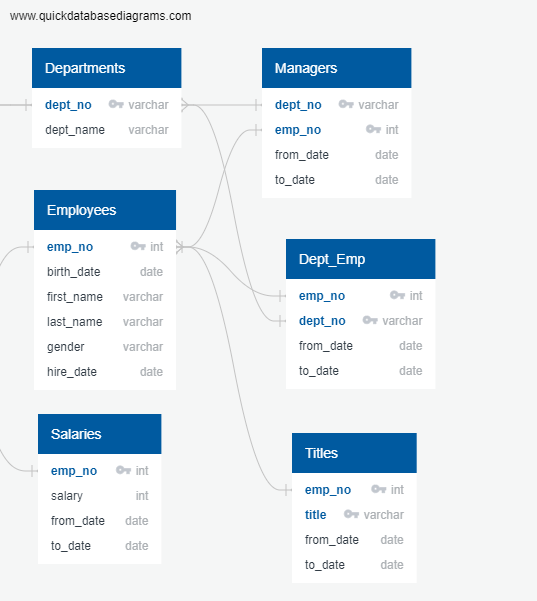 www.quickdatabasediagrams.com
Departments
dept_no varchar
dept_name varchar
Managers
dept_no varchar
emp_no int
from_date date
to_date date
Employees
emp_no int
birth_date date
first_name varchar
last_name varchar
gender varchar
hire_date date
Dept_Emp
emp_no int
dept_no varchar
from_date date
to_date date
Salaries
emp_no int
salary int
from_date date
to_date date
Titles
emp_no int
title varchar
from_date date
to_date date